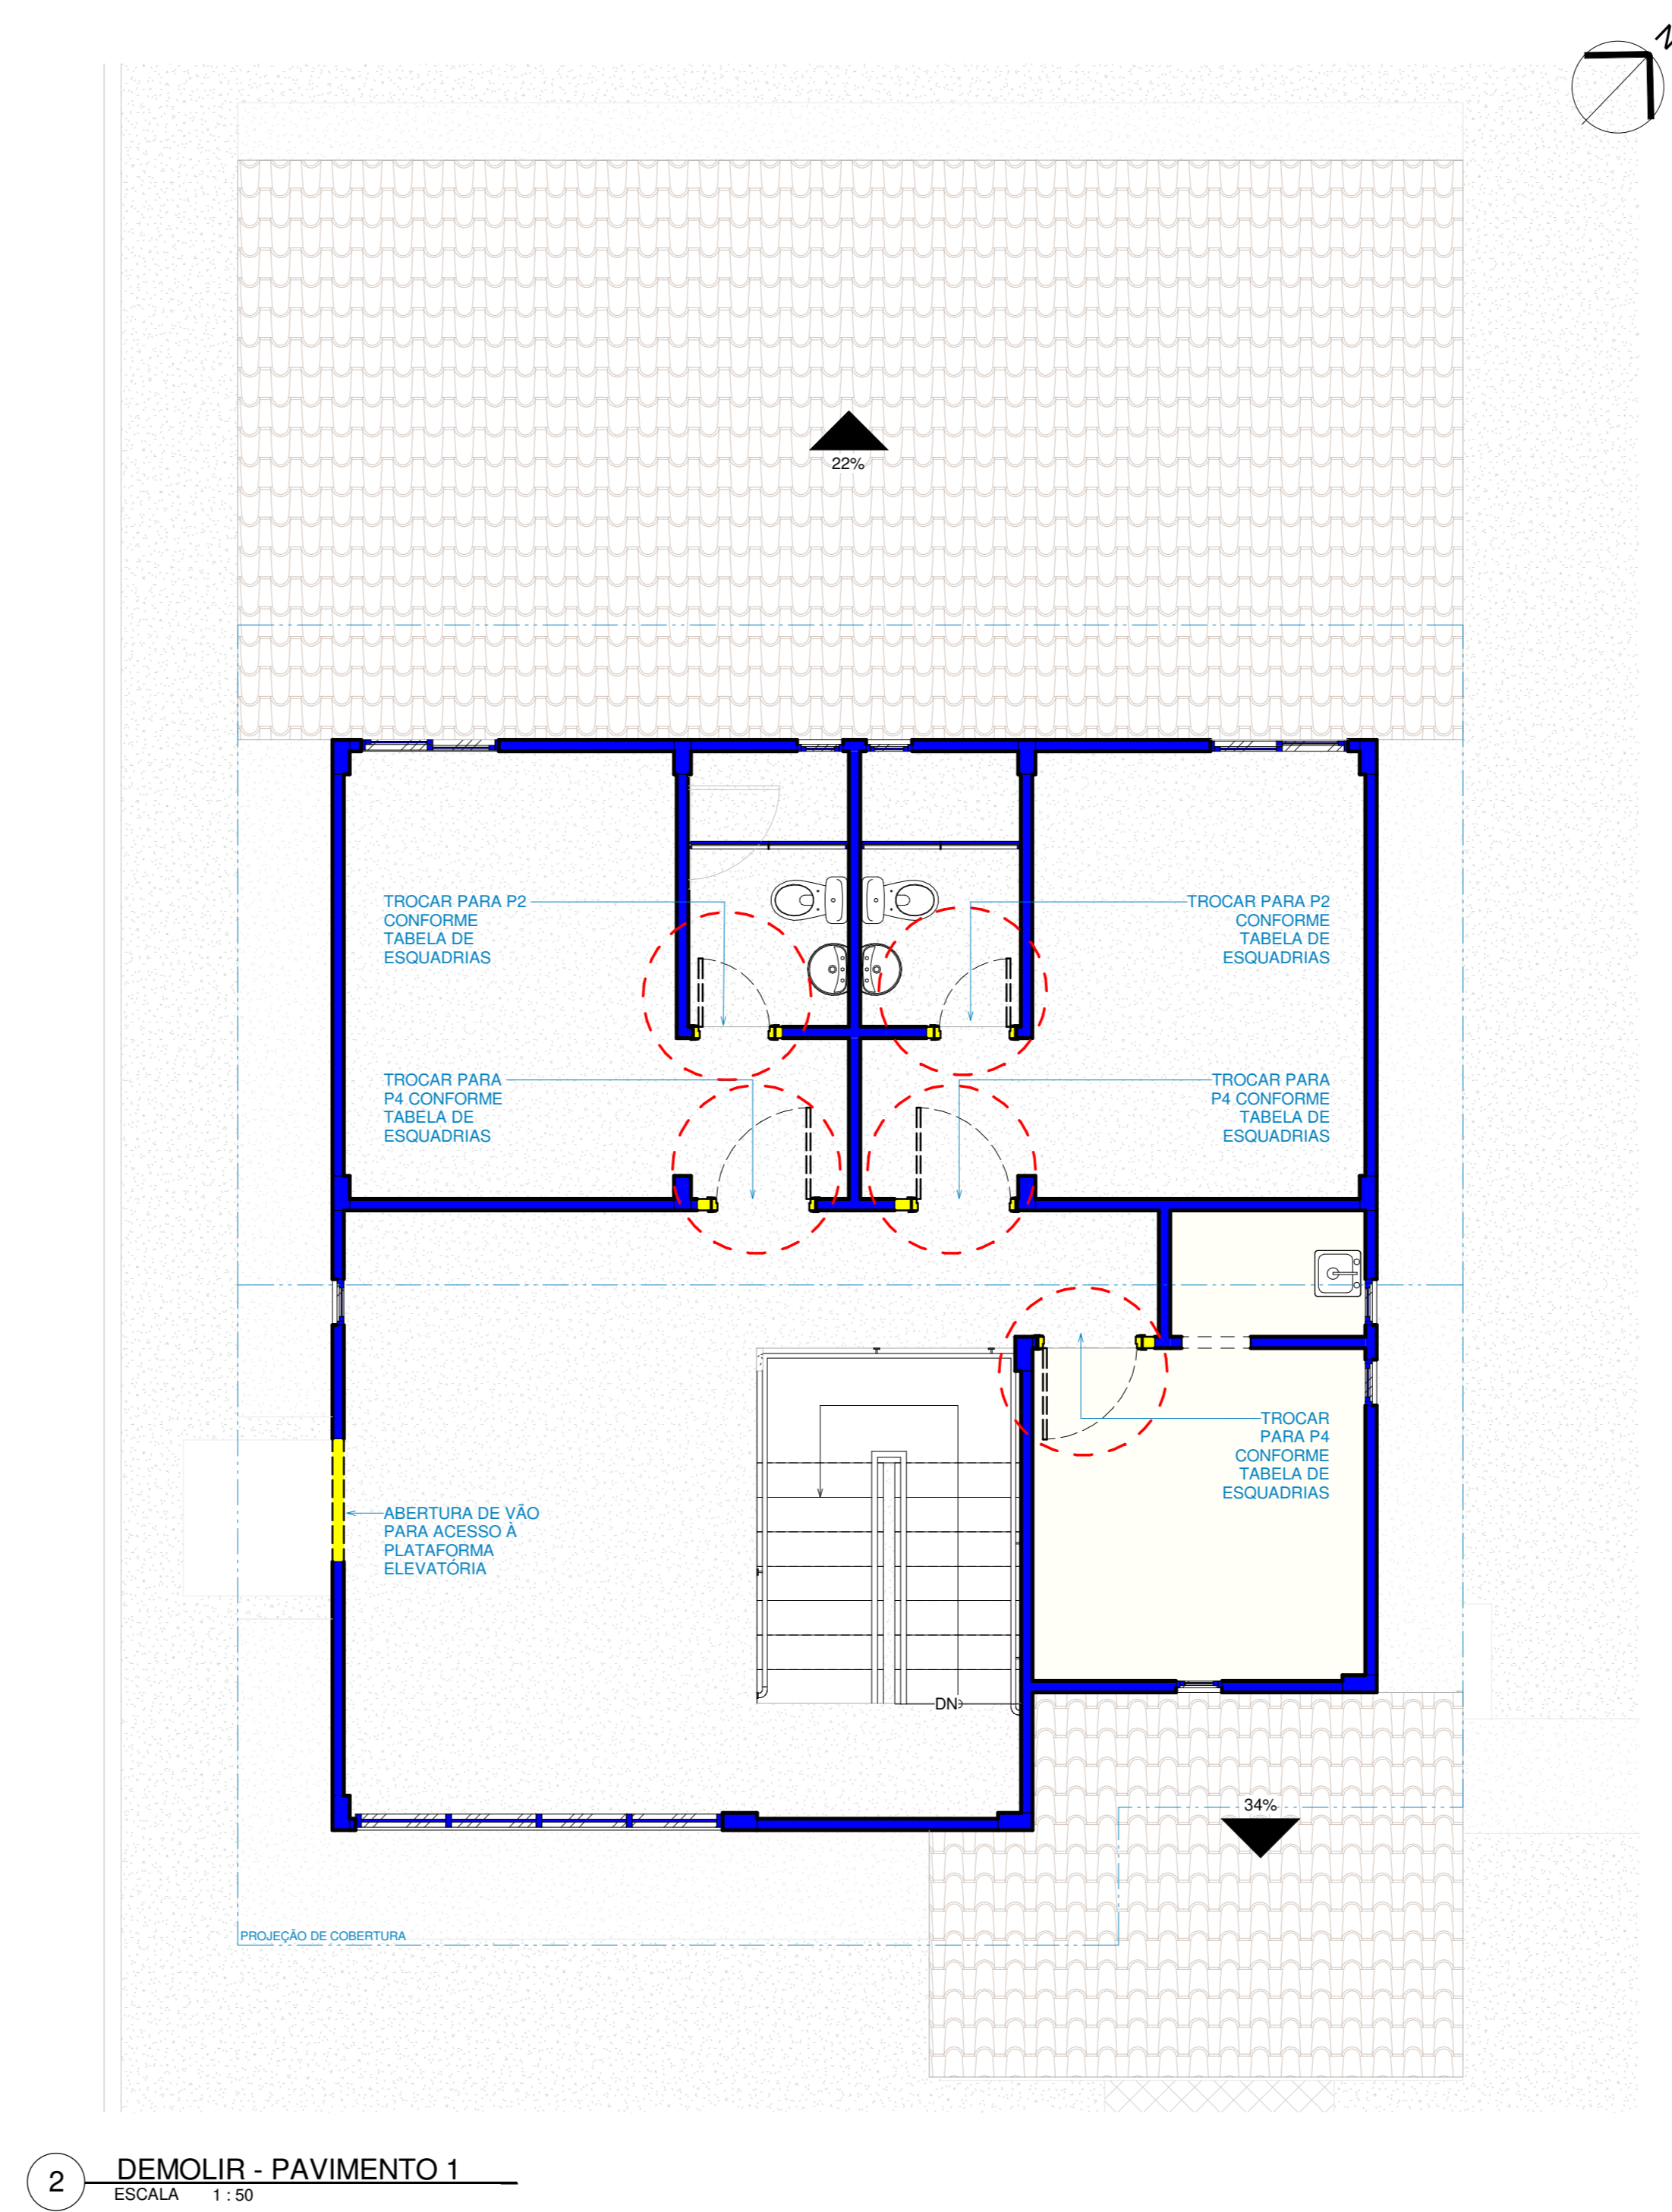 N
22%
TROCAR PARA P2
CONFORME
TABELA DE
ESQUADRIAS
TROCAR PARA P2
CONFORME
TABELA DE
ESQUADRIAS
TROCAR PARA
P4 CONFORME
TABELA DE
ESQUADRIAS
TROCAR PARA
P4 CONFORME
TABELA DE
ESQUADRIAS
TROCAR
PARA P4
CONFORME
TABELA DE
ESQUADRIAS
ABERTURA DE VÃO
PARA ACESSO À
PLATAFORMA
ELEVATÓRIA
DN
34%
PROJEÇÃO DE COBERTURA
2
DEMOLIR - PAVIMENTO 1
ESCALA 1 : 50